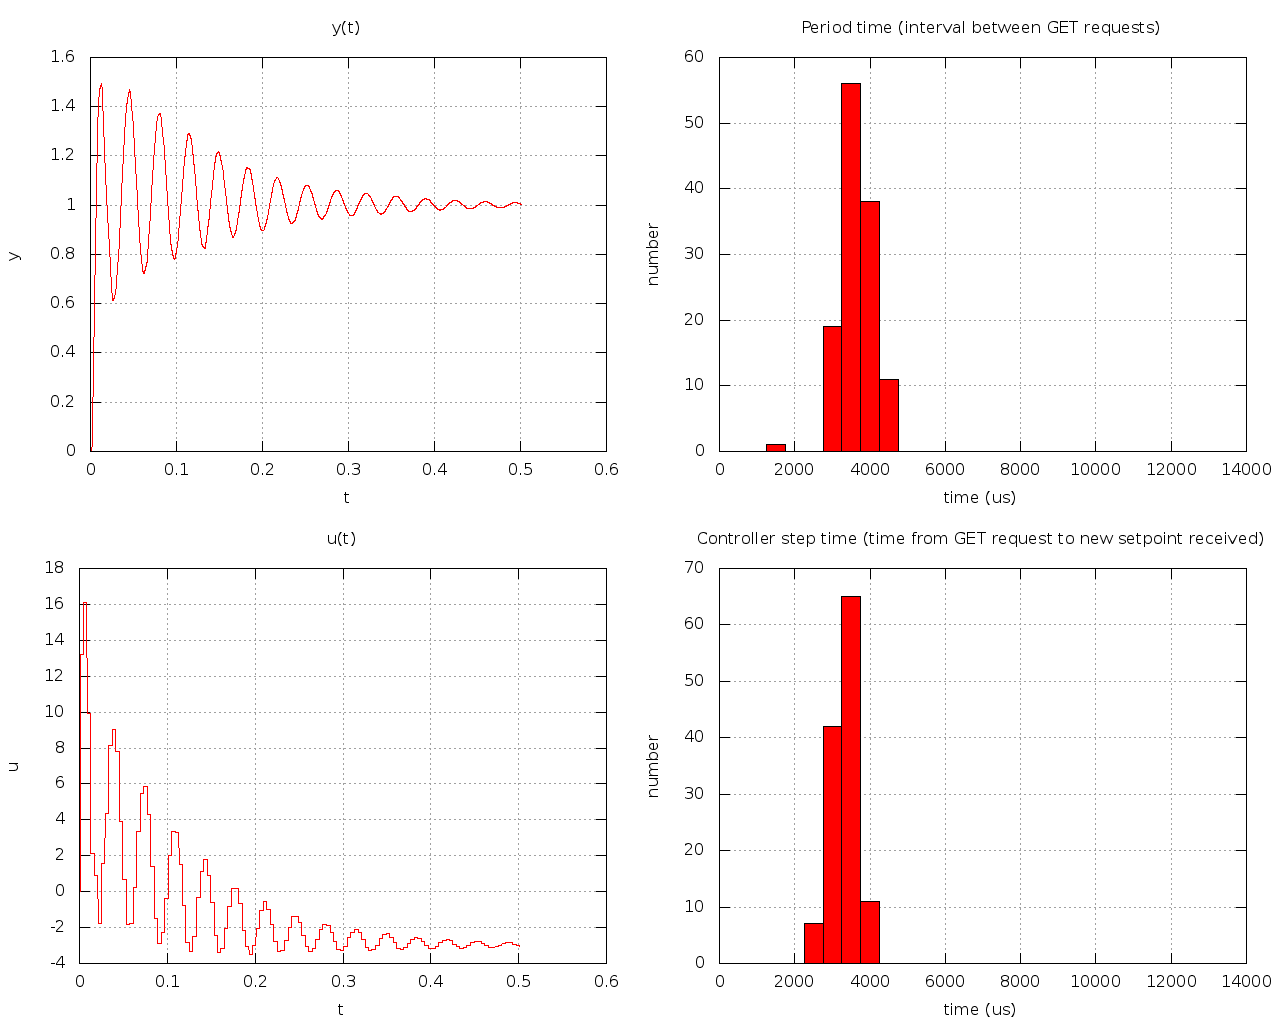 y(t)
1.6
1.4
1.2
1
0.8
0.6
0.4
0.2
0
y
0 0.1 0.2 0.3 0.4 0.5 0.6
t
Period time (interval between GET requests)
60
50
40
30
20
10
0
number
0 2000 4000 6000 8000 10000 12000 14000
time (us)
u(t)
18
16
14
12
10
8
6
4
2
0
-2
-4
u
0 0.1 0.2 0.3 0.4 0.5 0.6
t
Controller step time (time from GET request to new setpoint received)
70
60
50
40
30
20
10
0
number
0 2000 4000 6000 8000 10000 12000 14000
time (us)